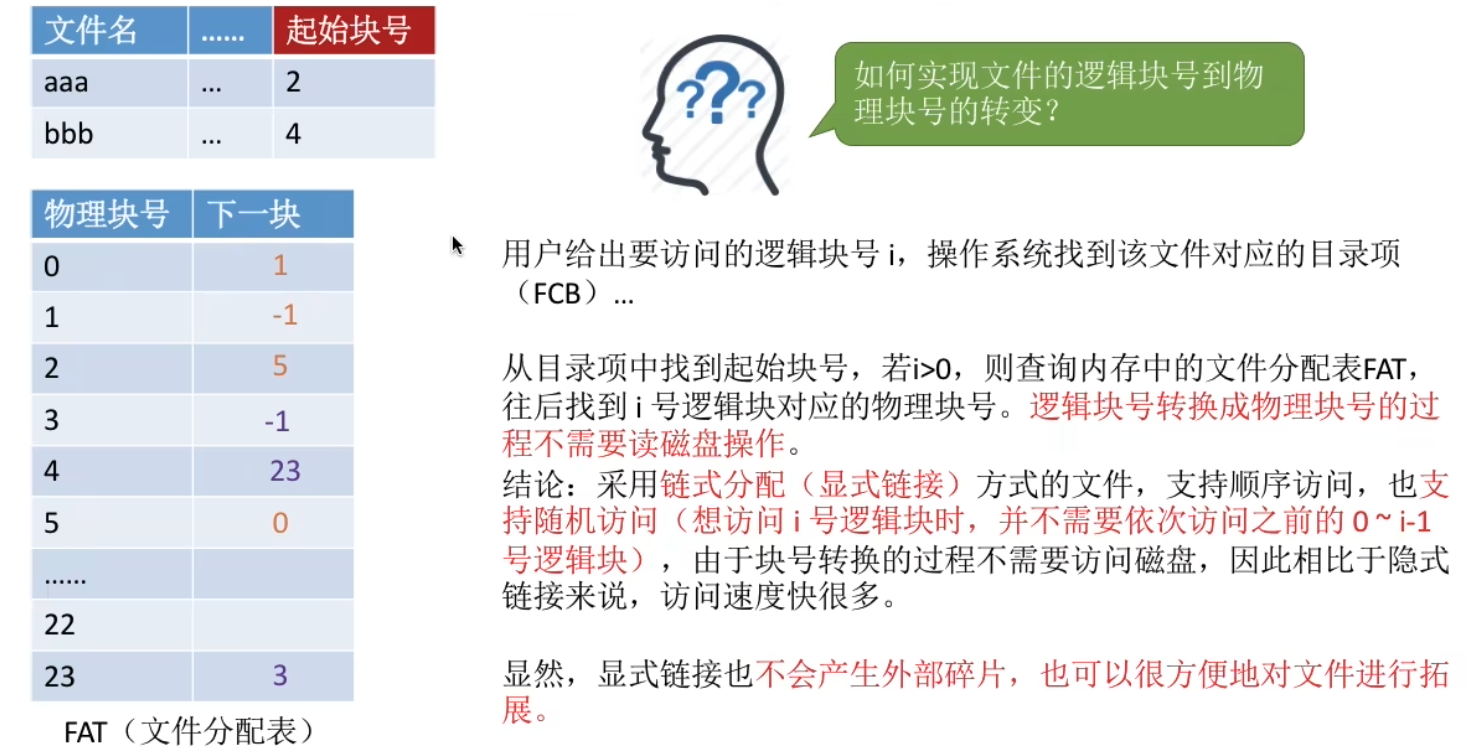 文件名 …… 起始块号
aaa ... 2
bbb ... 4
???
如何实现文件的逻辑块号到物
理块号的转变？
物理块号 下一块
0 1
1 -1
2 5
3 -1
4 23
5 0
……
22
23 3
FAT（文件分配表）
用户给出要访问的逻辑块号 i，操作系统找到该文件对应的目录项
（FCB）…
从目录项中找到起始块号，若i>0，则查询内存中的文件分配表FAT，
往后找到 i 号逻辑块对应的物理块号。逻辑块号转换成物理块号的过
程不需要读磁盘操作。
结论：采用链式分配（显式链接）方式的文件，支持顺序访问，也支
持随机访问（想访问 i 号逻辑块时，并不需要依次访问之前的 0 ~ i-1
号逻辑块），由于块号转换的过程不需要访问磁盘，因此相比于隐式
链接来说，访问速度快很多。
显然，显式链接也不会产生外部碎片，也可以很方便地对文件进行拓
展。